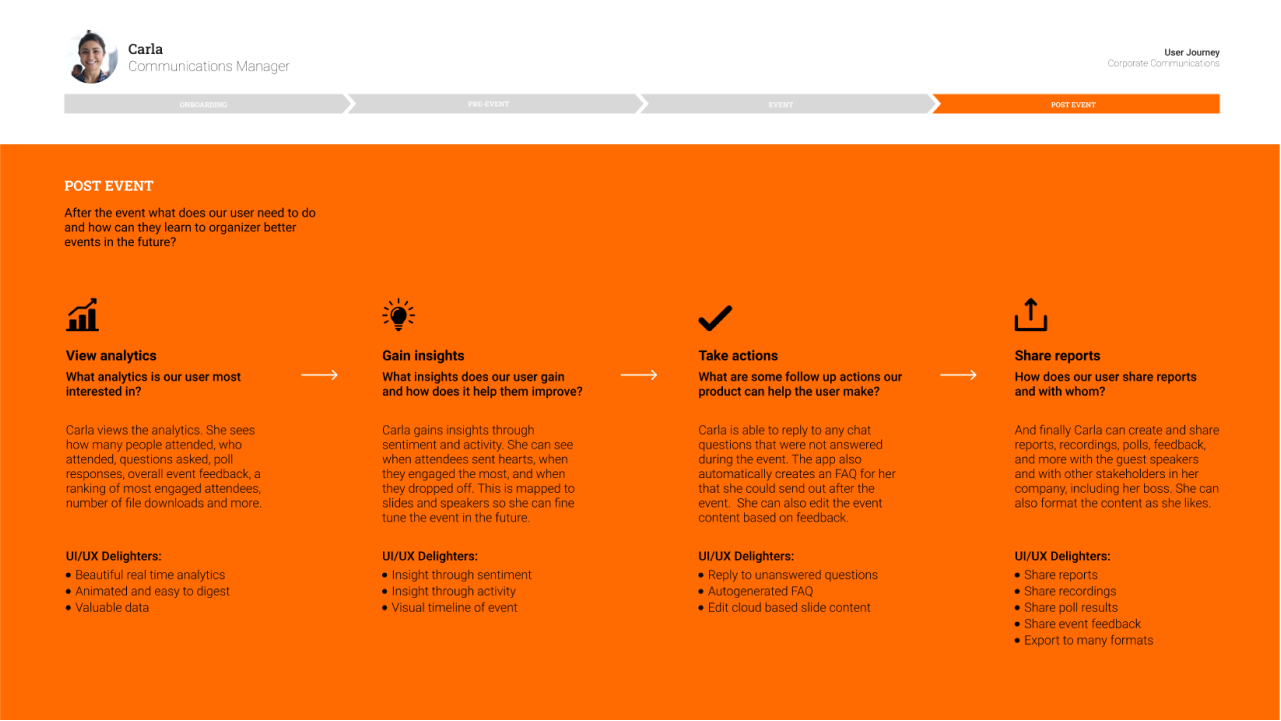 Carla
Communications Manager
User Journey
Corporate Communications
ONBOARDING
PRE-EVENT
EVENT
POST EVENT
POST EVENT
After the event what does our user need to do
and how can they learn to organizer better
events in the future?
View analytics
What analytics is our user most
interested in?
Carla views the analytics. She sees
how many people attended, who
attended, questions asked, poll
responses, overall event feedback, a
ranking of most engaged attendees,
number of file downloads and more.
UI/UX Delighters:
• Beautiful real time analytics
• Animated and easy to digest
• Valuable data
Gain insights
What insights does our user gain
and how does it help them improve?
Carla gains insights through
sentiment and activity. She can see
when attendees sent hearts, when
they engaged the most, and when
they dropped off. This is mapped to
slides and speakers so she can fine
tune the event in the future.
UI/UX Delighters:
• Insight through sentiment
• Insight through activity
• Visual timeline of event
Take actions
What are some follow up actions our
product can help the user make?
Carla is able to reply to any chat
questions that were not answered
during the event. The app also
automatically creates an FAQ for her
that she could send out after the
event.  She can also edit the event
content based on feedback.
UI/UX Delighters:
• Reply to unanswered questions
• Autogenerated FAQ
• Edit cloud based slide content
Share reports
How does our user share reports
and with whom?
And finally Carla can create and share
reports, recordings, polls, feedback,
and more with the guest speakers
and with other stakeholders in her
company, including her boss. She can
also format the content as she likes.
UI/UX Delighters:
• Share reports
• Share recordings
• Share poll results
• Share event feedback
• Export to many formats